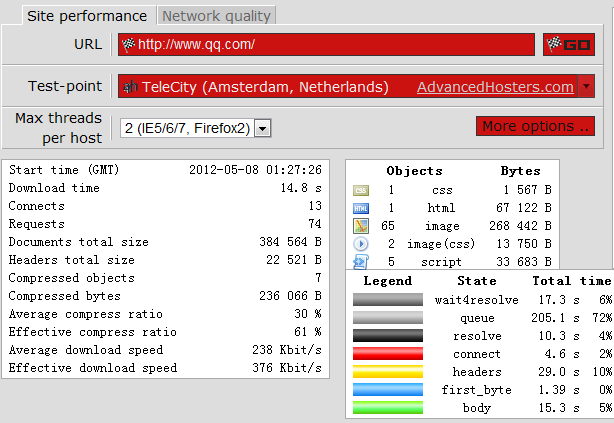 Site performance Network quality
URL http://www.qq.com/ GO
Test-point ah TeleCity (Amsterdam, Netherlands) AdvancedHosters.com
Max threads per host 2 (IE5/6/7, Firefox2) More options ..
Start time (GMT) 2012-05-08 01:27:26
Download time 14.8 s
Connects 13
Requests 74
Documents total size 384 564 B
Headers total size 22 521 B
Compressed objects 7
Compressed bytes 236 066 B
Average compress ratio 30 %
Effective compress ratio 61 %
Average download speed 238 Kbit/s
Effective download speed 376 Kbit/s
Objects Bytes
CSS 1 css 1 567 B
HTML 1 html 67 122 B
65 image 268 442 B
2 image(css) 13 750 B
5 script 33 683 B
Legend State Total time
wait4resolve 17.3 s 6%
queue 205.1 s 72%
resolve 10.3 s 4%
connect 4.6 s 2%
headers 29.0 s 10%
first_byte 1.39 s 0%
body 15.3 s 5%